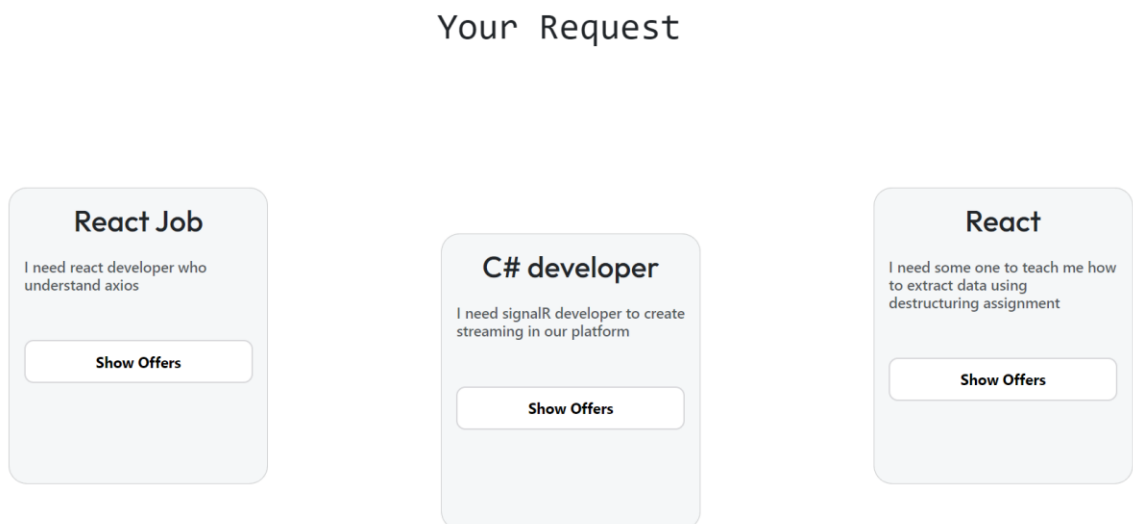 Your Request
React Job
I need react developer who
understand axios
Show Offers
C# developer
I need signalR developer to create
streaming in our platform
Show Offers
React
I need some one to teach me how
to extract data using
destructuring assignment
Show Offers